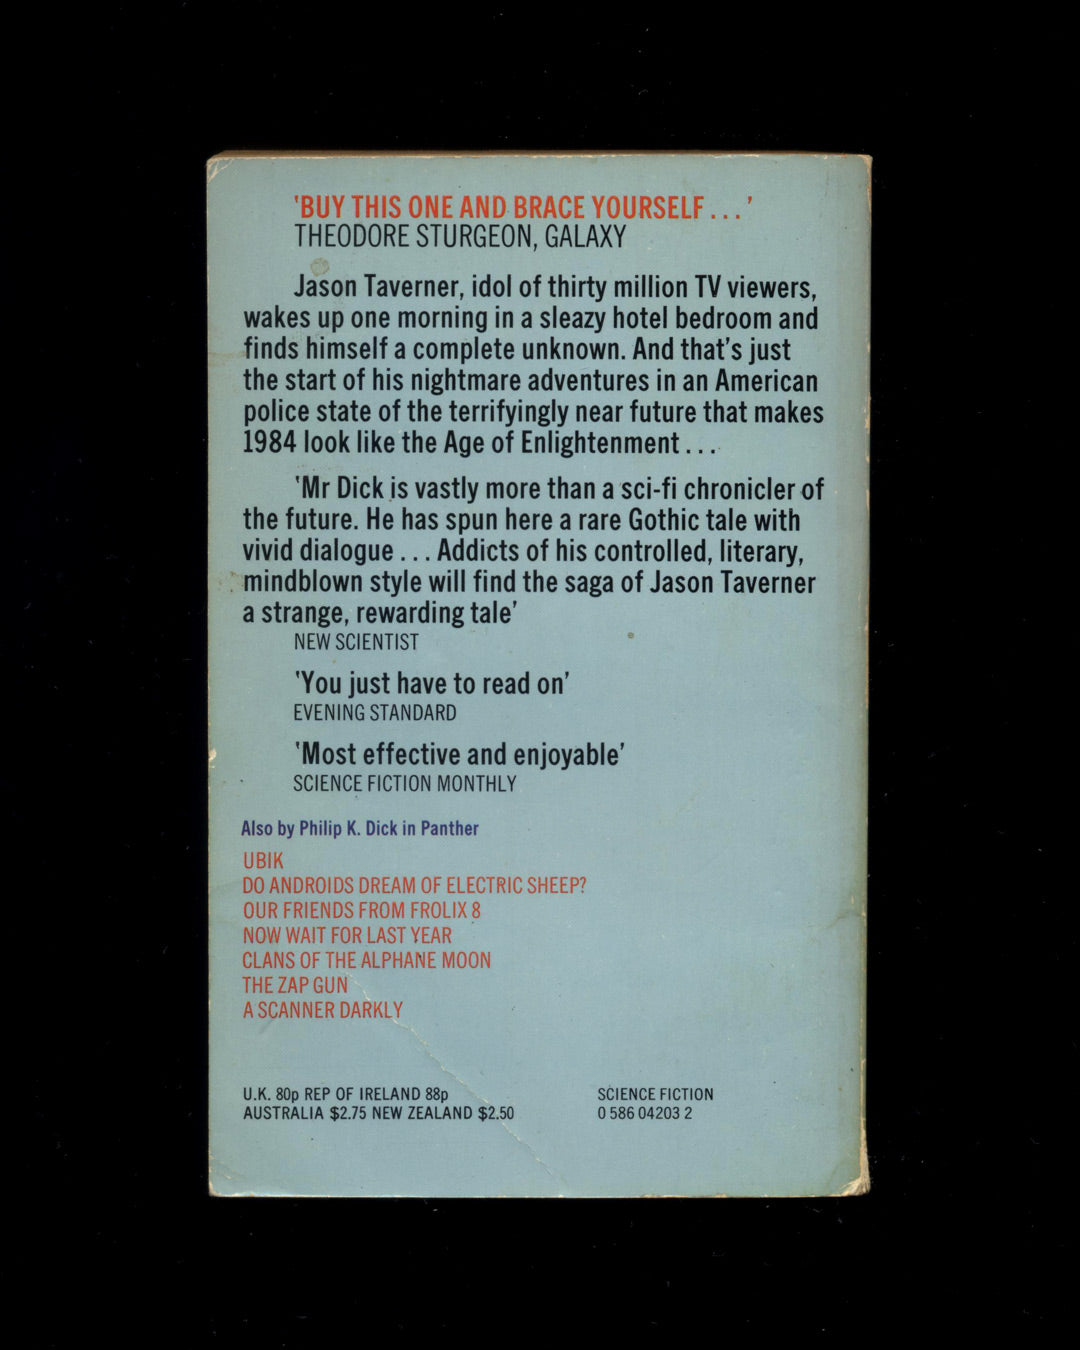 'BUY THIS ONE AND BRACE YOURSELF...'
THEODORE STURGEON, GALAXY
Jason Taverner, idol of thirty million TV viewers,
wakes up one morning in a sleazy hotel bedroom and
finds himself a complete unknown. And that's just
the start of his nightmare adventures in an American
police state of the terrifyingly near future that makes
1984 look like the Age of Enlightenment...
'Mr Dick is vastly more than a sci-fi chronicler of
the future. He has spun here a rare Gothic tale with
vivid dialogue... Addicts of his controlled, literary,
mindblown style will find the saga of Jason Taverner
a strange, rewarding tale'
NEW SCIENTIST
'You just have to read on'
EVENING STANDARD
'Most effective and enjoyable'
SCIENCE FICTION MONTHLY
Also by Philip K. Dick in Panther
UBIK
DO ANDROIDS DREAM OF ELECTRIC SHEEP?
OUR FRIENDS FROM FROLIX 8
NOW WAIT FOR LAST YEAR
CLANS OF THE ALPHANE MOON
THE ZAP GUN
A SCANNER DARKLY
U.K. 80p REP OF IRELAND 88p
AUSTRALIA $2.75 NEW ZEALAND $2.50
SCIENCE FICTION
0 586 04203 2